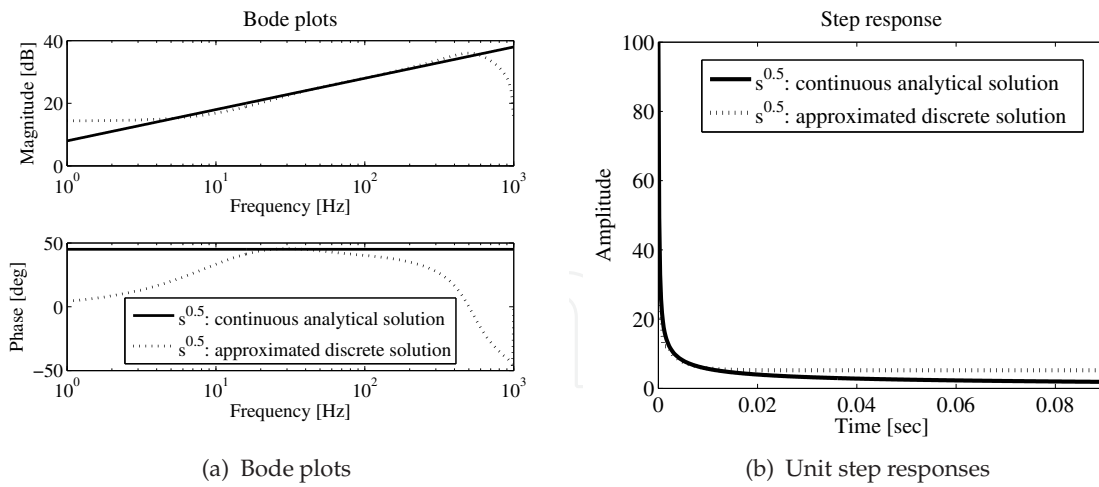 Bode plots
Magnitude [dB]
40
20
0
10^0
10^1
10^2
10^3
Frequency [Hz]
Phase [deg]
50
0
−50
s^0.5: continuous analytical solution
s^0.5: approximated discrete solution
10^0
10^1
10^2
10^3
Frequency [Hz]
(a) Bode plots
Step response
Amplitude
100
80
60
40
20
0
s^0.5: continuous analytical solution
s^0.5: approximated discrete solution
0
0.02
0.04
0.06
0.08
Time [sec]
(b) Unit step responses